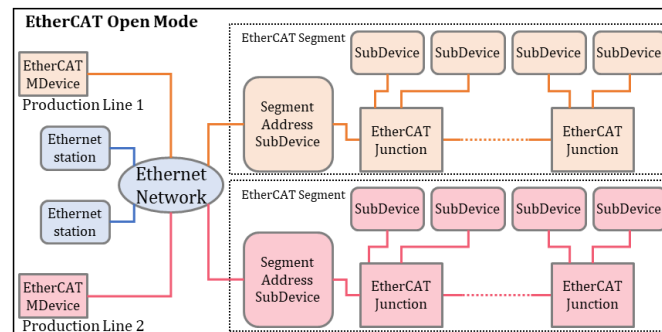 EtherCAT Open Mode
EtherCAT
MDevice
Production Line 1
Ethernet
station
Ethernet
station
Ethernet
Network
EtherCAT
MDevice
Production Line 2
EtherCAT Segment
SubDevice
SubDevice
SubDevice
SubDevice
Segment
Address
SubDevice
EtherCAT
Junction
EtherCAT
Junction
EtherCAT Segment
SubDevice
SubDevice
SubDevice
SubDevice
Segment
Address
SubDevice
EtherCAT
Junction
EtherCAT
Junction